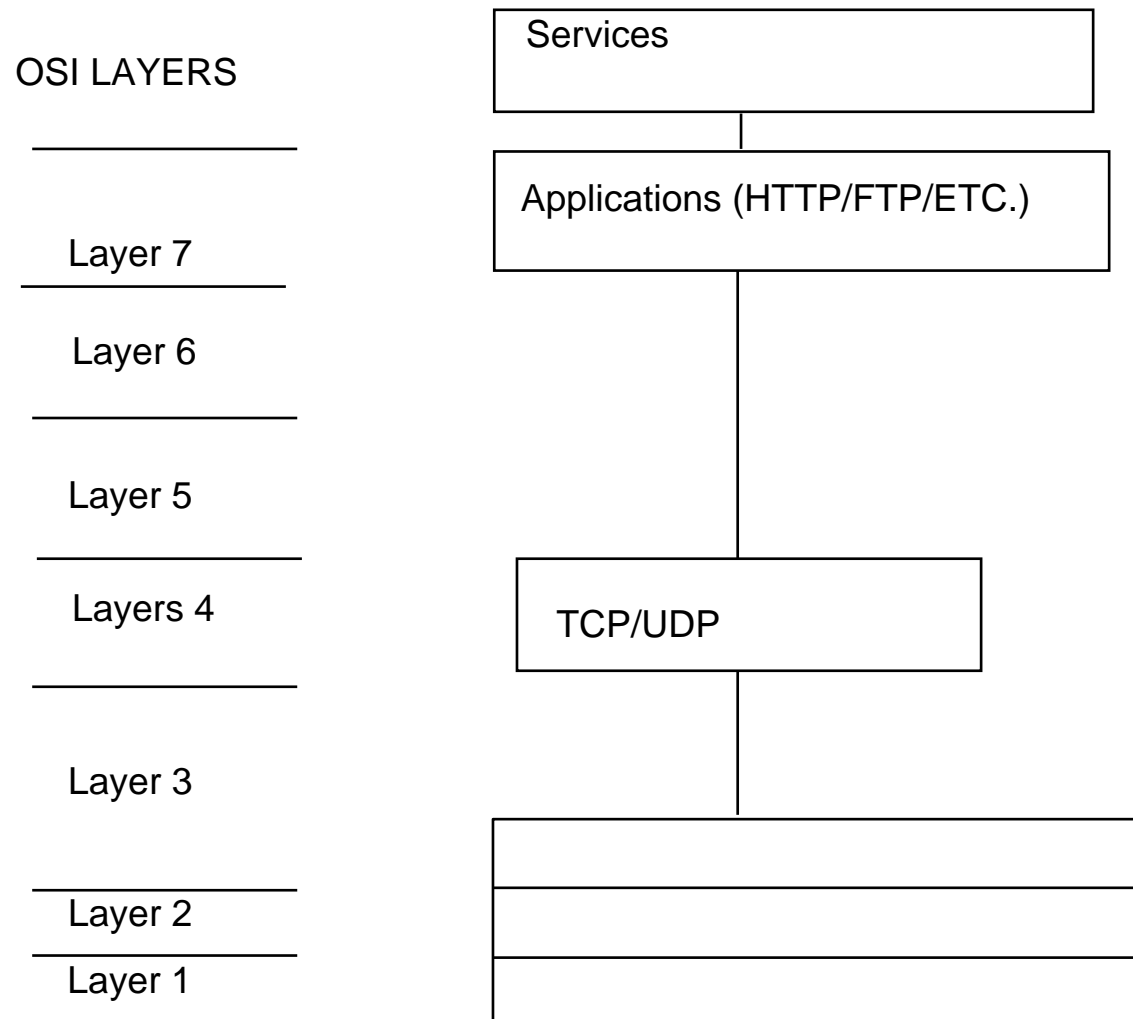 Services
OSI LAYERS
Applications (HTTP/FTP/ETC.)
Layer 7
Layer 6
Layer 5
Layers 4
TCP/UDP
Layer 3
Layer 2
Layer 1